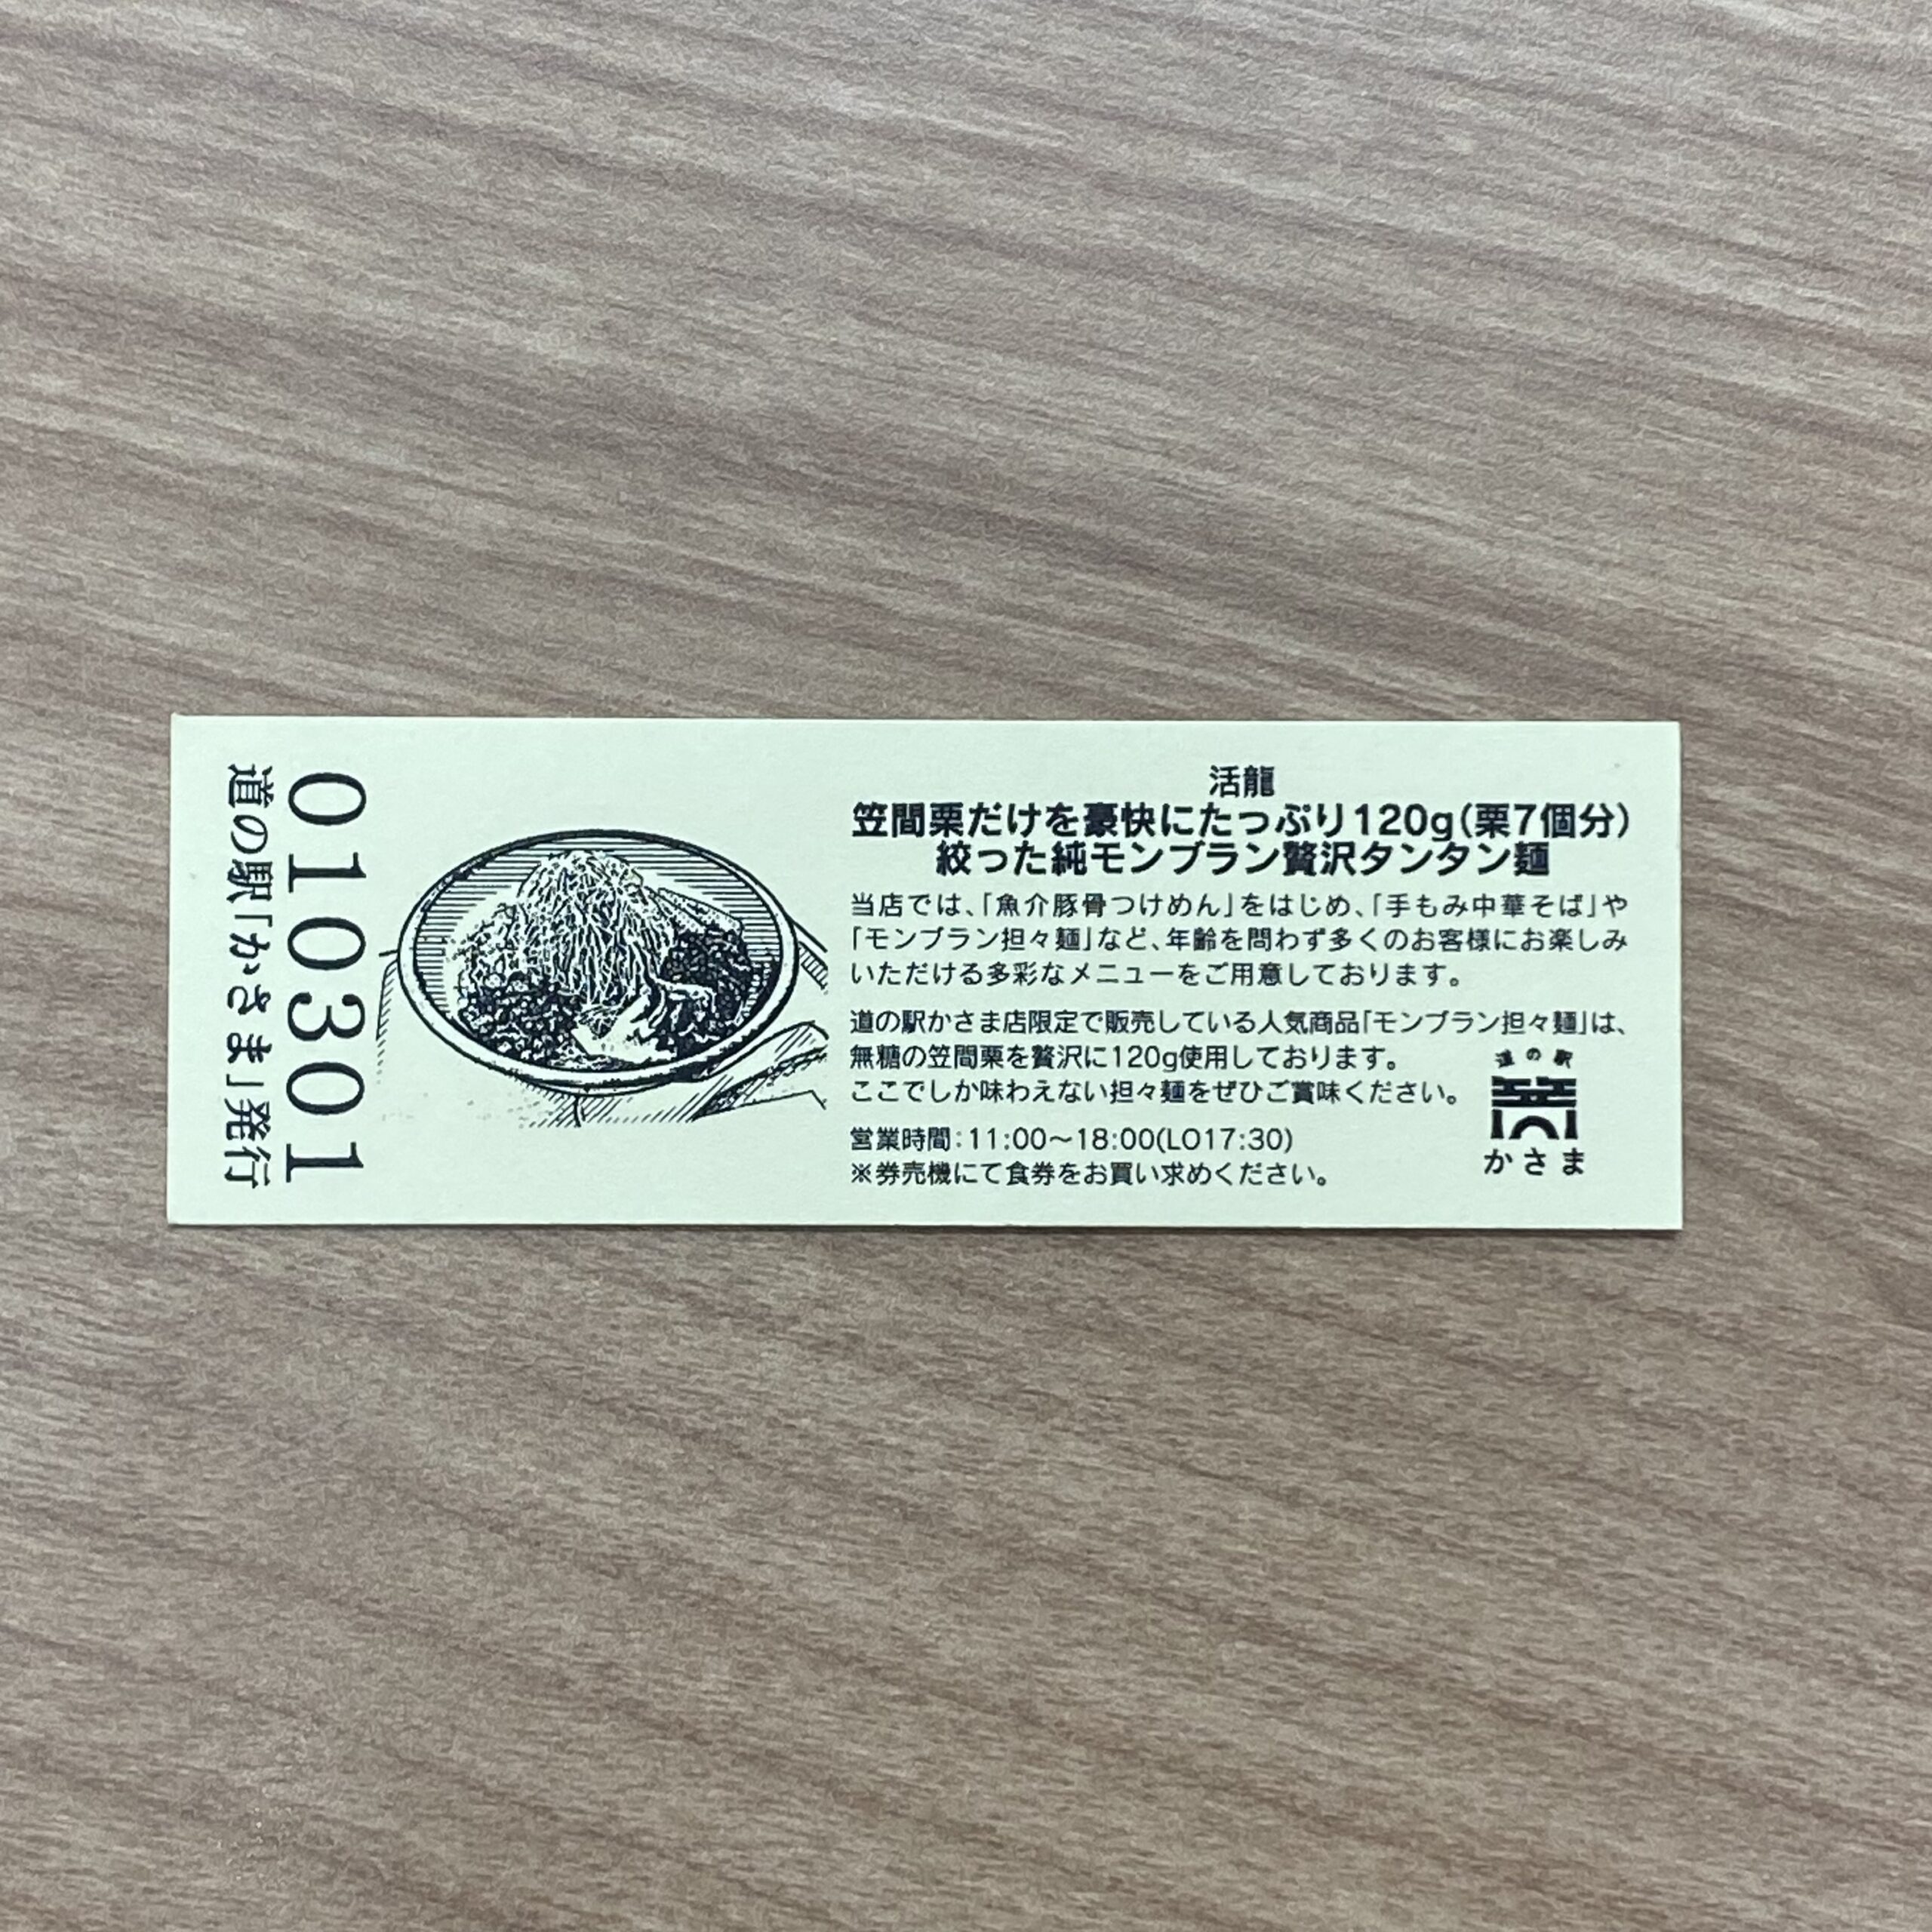 010301
道の駅「かさま」発行
活龍
笠間栗だけを豪快にたっぷり120g(栗7個分)
絞った純モンブラン贅沢タンタン麺
当店では、「魚介豚骨つけめん」をはじめ、「手もみ中華そば」や
「モンブラン担々麺」など、年齢を問わず多くのお客様にお楽しみ
いただける多彩なメニューをご用意しております。
道の駅かさま店限定で販売している人気商品「モンブラン担々麺」は、
無糖の笠間栗を贅沢に120g使用しております。
ここでしか味わえない担々麺をぜひご賞味ください。
営業時間:11:00〜18:00(LO17:30)
※券売機にて食券をお買い求めください。
道の駅
かさま